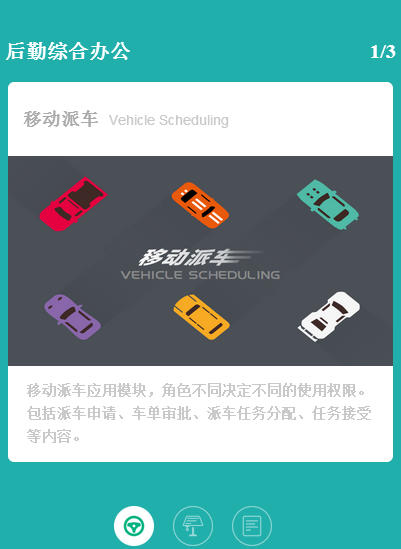 后勤综合办公 1/3
移动派车 Vehicle Scheduling
移动派车
VEHICLE SCHEDULING
移动派车应用模块，角色不同决定不同的使用权限。
包括派车申请、车单审批、派车任务分配、任务接受
等内容。